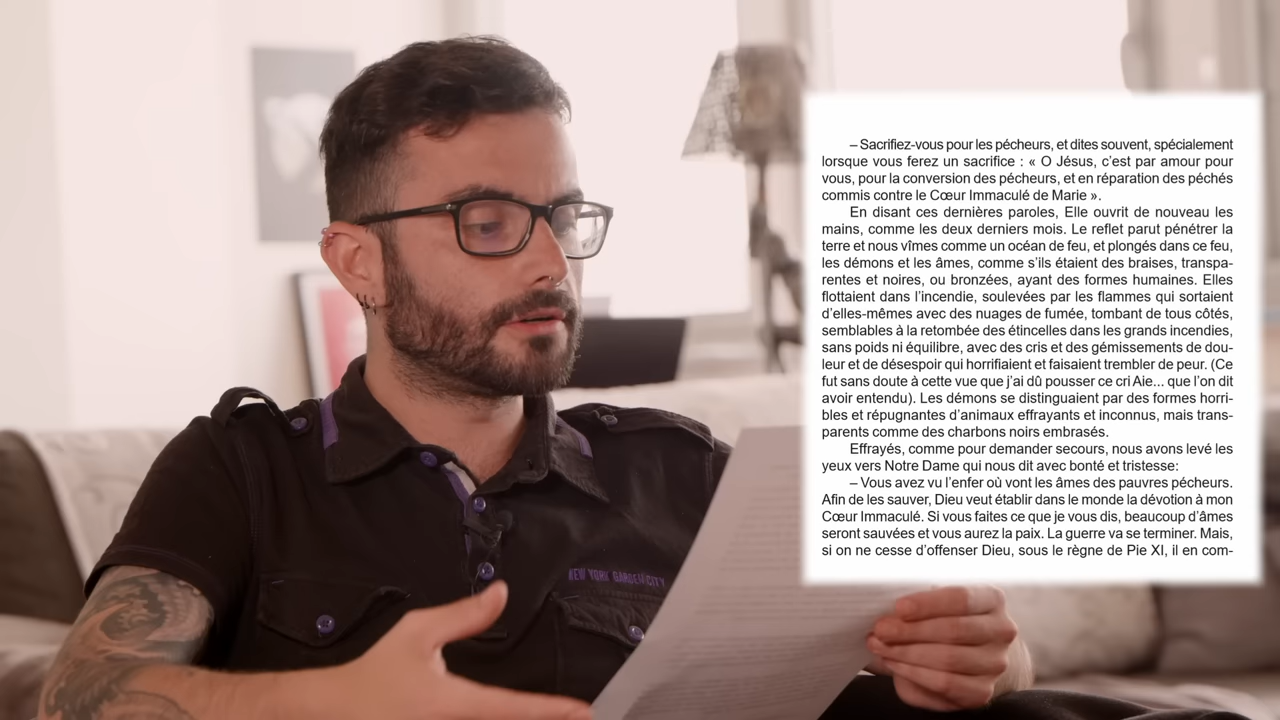 – Sacrifiez-vous pour les pécheurs, et dites souvent, spécialement
lorsque vous ferez un sacrifice : « O Jésus, c’est par amour pour
vous, pour la conversion des pécheurs, et en réparation des péchés
commis contre le Cœur Immaculé de Marie ».
En disant ces dernières paroles, Elle ouvrit de nouveau les
mains, comme les deux derniers mois. Le reflet parut pénétrer la
terre et nous vîmes comme un océan de feu, et plongés dans ce feu,
les démons et les âmes, comme s’ils étaient des braises, transpa-
rentes et noires, ou bronzées, ayant des formes humaines. Elles
flottaient dans l’incendie, soulevées par les flammes qui sortaient
d’elles-mêmes avec des nuages de fumée, tombant de tous côtés,
semblables à la retombée des étincelles dans les grands incendies,
sans poids ni équilibre, avec des cris et des gémissements de dou-
leur et de désespoir qui horrifiaient et faisaient trembler de peur. (Ce
fut sans doute à cette vue que j’ai dû pousser ce cri Aie... que l’on dit
avoir entendu). Les démons se distinguaient par des formes horri-
bles et répugnantes d’animaux effrayants et inconnus, mais trans-
parents comme des charbons noirs embrasés.
Effrayés, comme pour demander secours, nous avons levé les
yeux vers Notre Dame qui nous dit avec bonté et tristesse:
– Vous avez vu l’enfer où vont les âmes des pauvres pécheurs.
Afin de les sauver, Dieu veut établir dans le monde la dévotion à mon
Cœur Immaculé. Si vous faites ce que je vous dis, beaucoup d’âmes
seront sauvées et vous aurez la paix. La guerre va se terminer. Mais,
si on ne cesse d’offenser Dieu, sous le règne de Pie XI, il en com-
NEW YORK GARDEN CITY